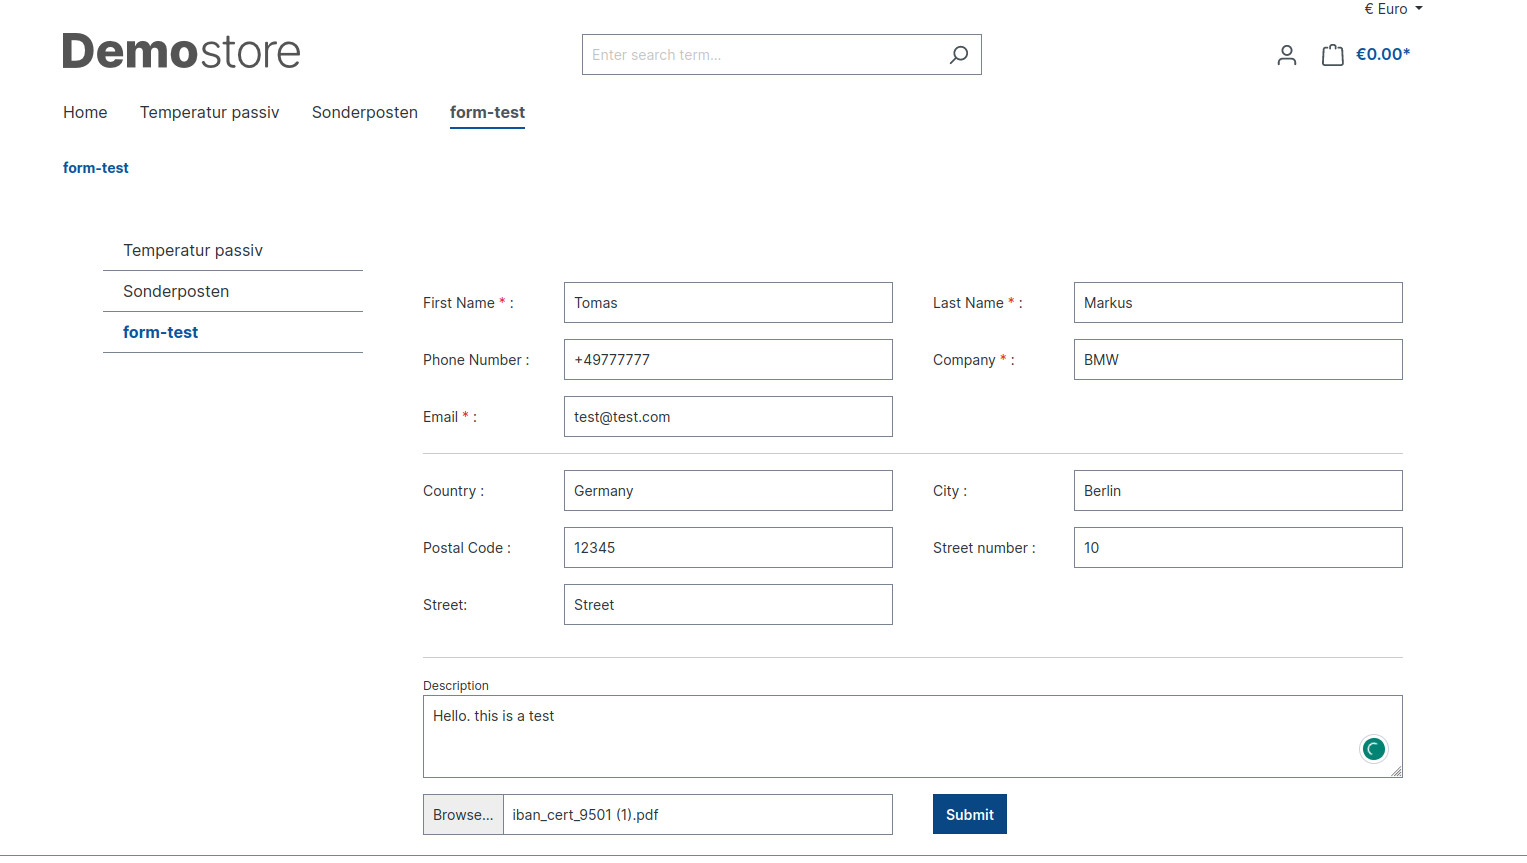 € Euro
Demostore
Enter search term...
€0.00*
Home Temperatur passiv Sonderposten form-test
form-test
Temperatur passiv
Sonderposten
form-test
First Name * : Tomas Last Name * : Markus
Phone Number : +49777777 Company * : BMW
Email * : test@test.com
Country : Germany City : Berlin
Postal Code : 12345 Street number : 10
Street: Street
Description
Hello. this is a test
Browse... iban_cert_9501 (1).pdf Submit